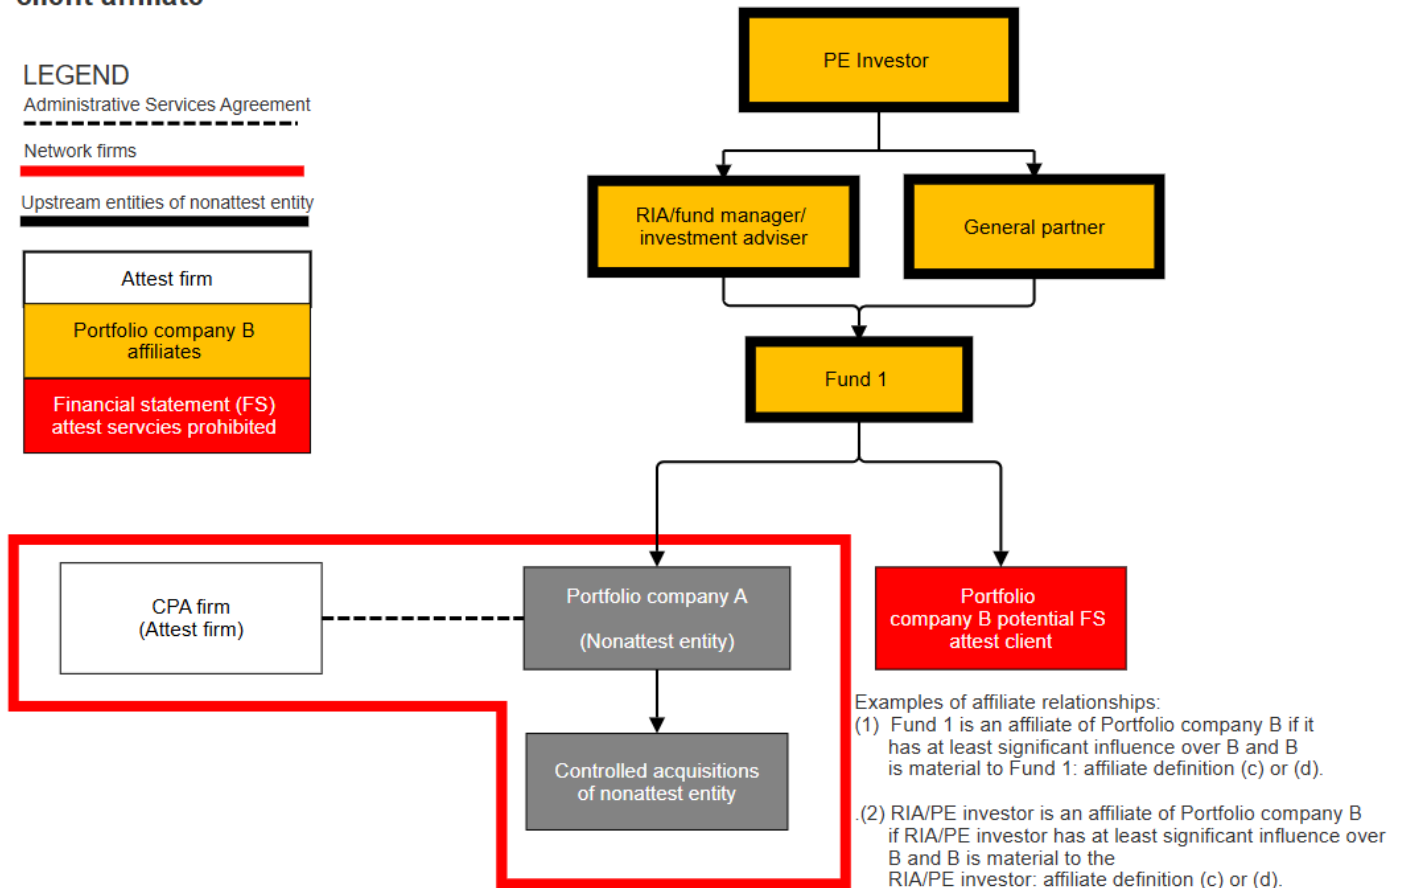 client affiliate
LEGEND
Administrative Services Agreement
Network firms
Upstream entities of nonattest entity
Attest firm
Portfolio company B
affiliates
Financial statement (FS)
attest servcies prohibited
PE Investor
RIA/fund manager/
investment adviser
General partner
Fund 1
CPA firm
(Attest firm)
Portfolio company A
(Nonattest entity)
Controlled acquisitions
of nonattest entity
Portfolio
company B potential FS
attest client
Examples of affiliate relationships:
(1) Fund 1 is an affiliate of Portfolio company B if it
has at least significant influence over B and B
is material to Fund 1: affiliate definition (c) or (d).
.(2) RIA/PE investor is an affiliate of Portfolio company B
if RIA/PE investor has at least significant influence over
B and B is material to the
RIA/PE investor: affiliate definition (c) or (d).